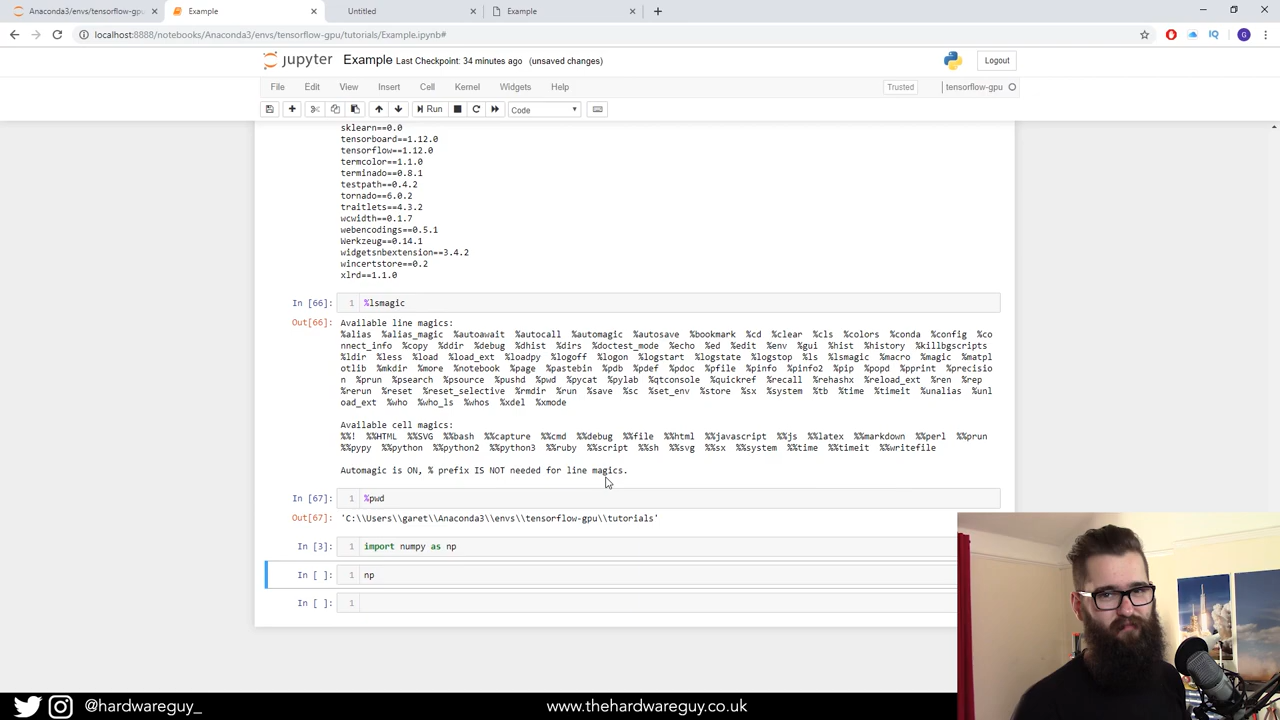 Anaconda3/envs/tensorflow-gpu/tu
Example
Untitled
Example
localhost:8888/notebooks/Anaconda3/envs/tensorflow-gpu/tutorials/Example.ipynb#
IQ
G
jupyter Example Last Checkpoint: 34 minutes ago (unsaved changes)
Logout
File Edit View Insert Cell Kernel Widgets Help
Trusted
tensorflow-gpu
Run
Code
sklearn==0.0
tensorboard==1.12.0
tensorflow==1.12.0
termcolor==1.1.0
terminado==0.8.1
testpath==0.4.2
tornado==6.0.2
traitlets==4.3.2
wcwidth==0.1.7
webencodings==0.5.1
Werkzeug==0.14.1
widgetsnbextension==3.4.2
wincertstore==0.2
xlrd==1.1.0
In [66]: 1 %lsmagic
Out[66]: Available line magics:
%alias %alias_magic %autoawait %autocall %automagic %autosave %bookmark %cd %clear %cls %colors %conda %config %co
nnect_info %copy %ddir %debug %dhist %dirs %doctest_mode %echo %ed %edit %env %gui %hist %history %killbgscripts
%ldir %less %load %load_ext %loadpy %logoff %logon %logstart %logstate %logstop %ls %lsmagic %macro %magic %matpl
otlib %mkdir %more %notebook %page %pastebin %pdb %pdef %pdoc %pfile %pinfo %pinfo2 %pip %popd %pprint %precisio
n %prun %psearch %psource %pushd %pwd %pycat %pylab %qtconsole %quickref %recall %rehashx %reload_ext %ren %rep
%rerun %reset %reset_selective %rmdir %run %save %sc %set_env %store %sx %system %tb %time %timeit %unalias %unl
oad_ext %who %who_ls %whos %xdel %xmode
Available cell magics:
%%! %%HTML %%SVG %%bash %%capture %%cmd %%debug %%file %%html %%javascript %%js %%latex %%markdown %%perl %%prun
%%pypy %%python %%python2 %%python3 %%ruby %%script %%sh %%svg %%sx %%system %%time %%timeit %%writefile
Automagic is ON, % prefix IS NOT needed for line magics.
In [67]: 1 %pwd
Out[67]: 'C:\\Users\\garet\\Anaconda3\\envs\\tensorflow-gpu\\tutorials'
In [3]: 1 import numpy as np
In [ ]: 1 np
In [ ]: 1
@hardwareguy_
www.thehardwareguy.co.uk